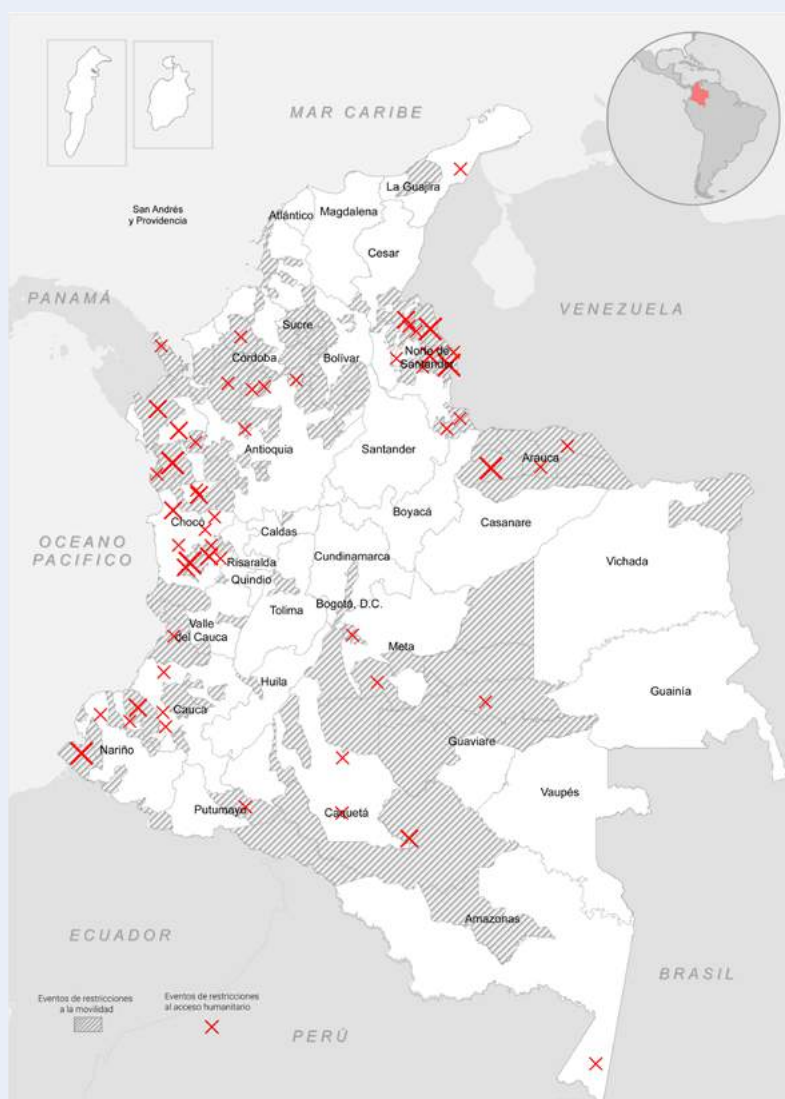 MAR CARIBE
La Guajira
San Andrés
y Providencia
Atlántico
Magdalena
Cesar
PANAMÁ
VENEZUELA
Sucre
Córdoba
Bolívar
Norte de
Santander
Antioquia
Santander
Arauca
Boyacá
Casanare
Chocó
Caldas
OCEANO
PACIFICO
Cundinamarca
Risaralda
Vichada
Quindio
Bogotá, D.C.
Tolima
Valle
del Cauca
Meta
Huila
Guainía
Cauca
Guaviare
Nariño
Vaupés
Putumayo
Caquetá
Amazonas
ECUADOR
BRASIL
Eventos de restricciones
a la movilidad
Eventos de restricciones
al acceso humanitario
PERÚ